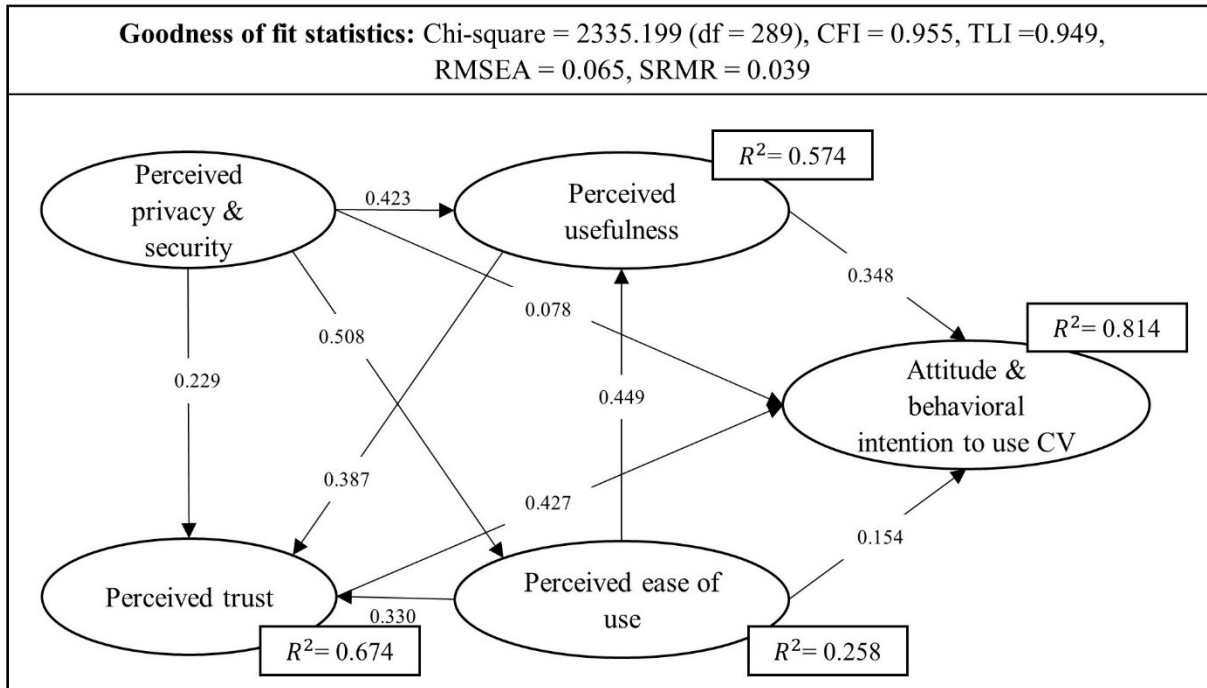 Goodness of fit statistics: Chi-square = 2335.199 (df = 289), CFI = 0.955, TLI =0.949,
RMSEA = 0.065, SRMR = 0.039
R²= 0.574
Perceived
privacy &
security
0.423
Perceived
usefulness
0.348
0.078
R²= 0.814
0.508
0.229
0.449
Attitude &
behavioral
intention to use CV
0.387
0.427
0.154
Perceived trust
0.330
Perceived ease of
use
R²= 0.674
R²= 0.258